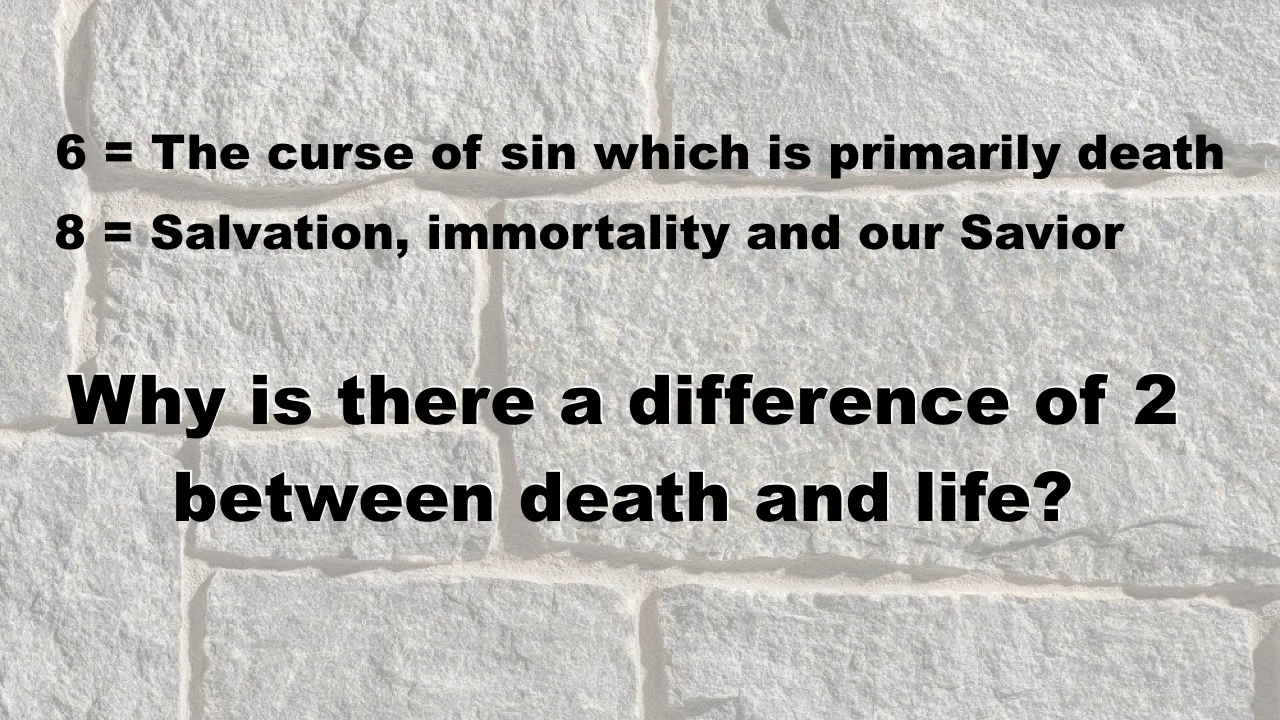 6 = The curse of sin which is primarily death
8 = Salvation, immortality and our Savior
Why is there a difference of 2
between death and life?